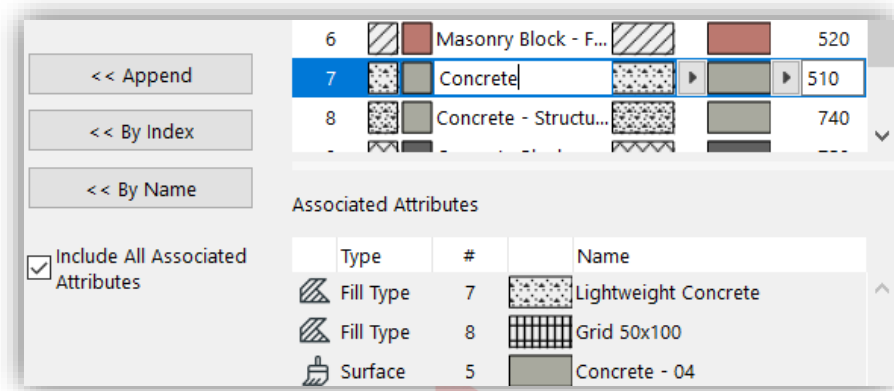 6 Masonry Block - F... 520
<< Append
7 Concrete 510
8 Concrete - Structu... 740
<< By Index
<< By Name
Associated Attributes
Include All Associated
Attributes
Type # Name
Fill Type 7 Lightweight Concrete
Fill Type 8 Grid 50x100
Surface 5 Concrete - 04